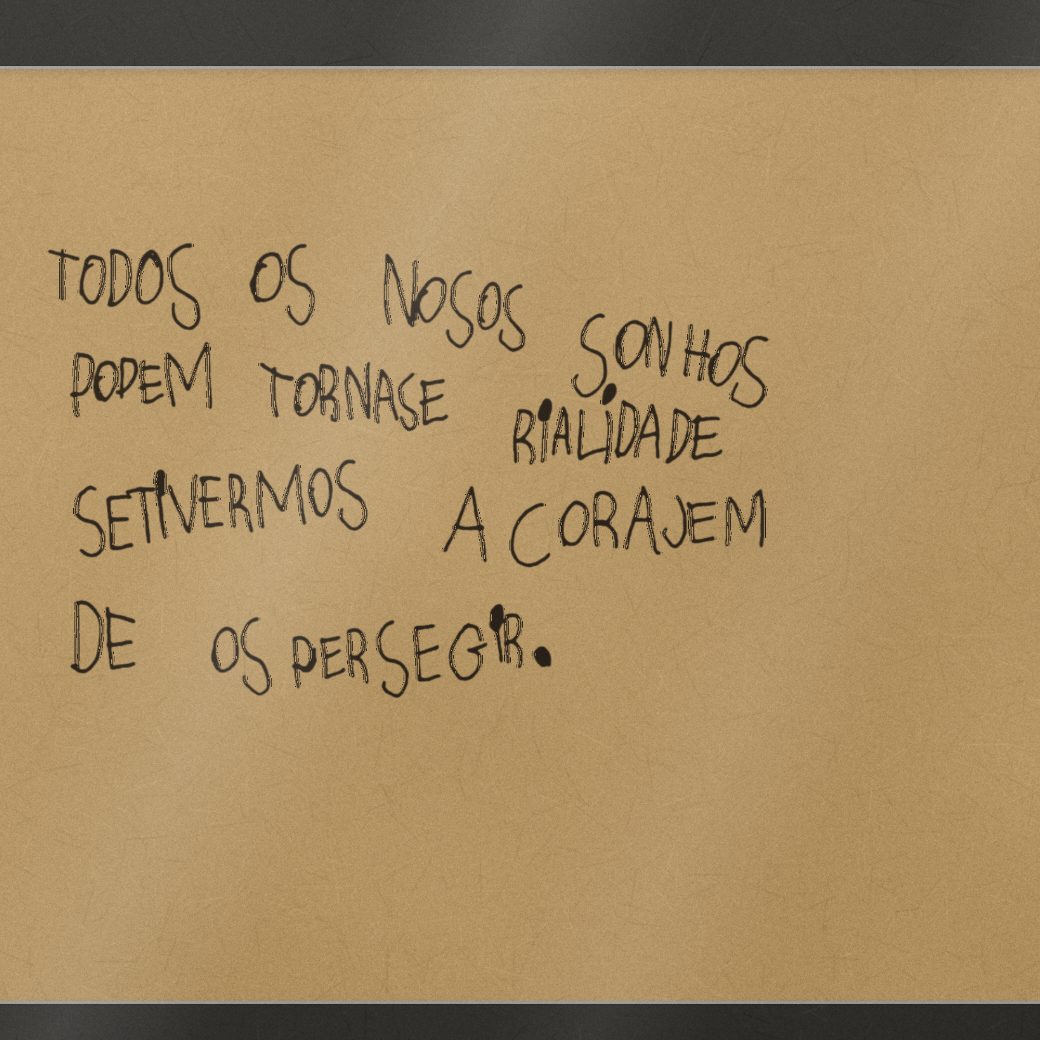 TODOS OS NOSOS SONHOS
PODEM TORNASE RIALIDADE
SETIVERMOS A CORAJEM
DE OS PERSEGIR.